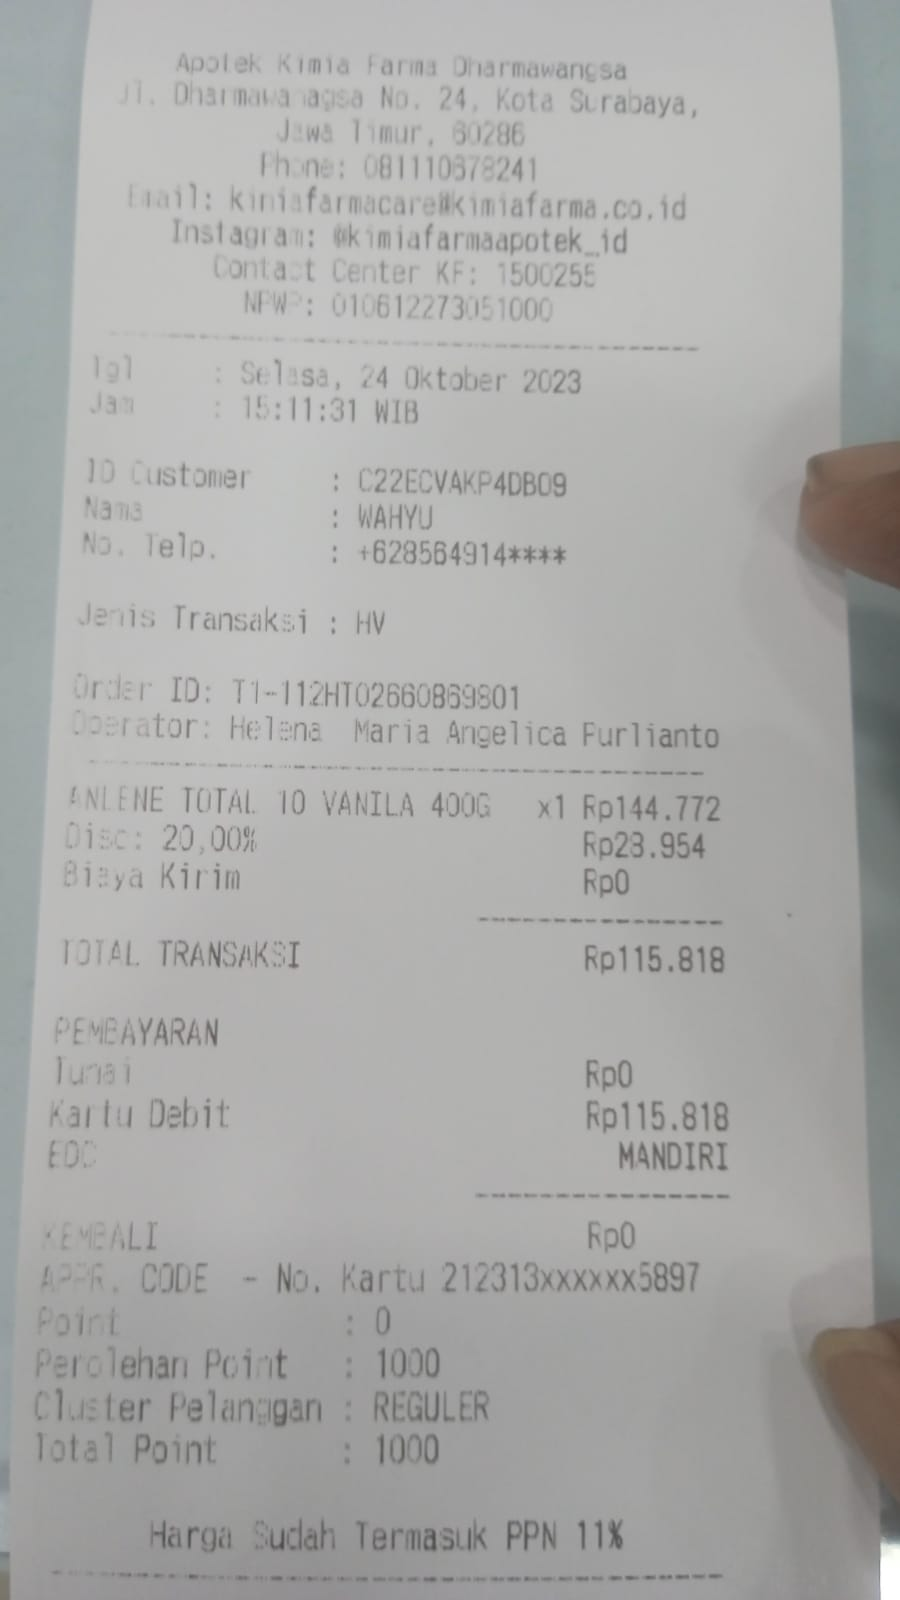 Apotek Kimia Farma Dharmawangsa
Jl. Dharmawanagsa No. 24, Kota Surabaya,
Jawa Timur, 60286
Phone: 081110678241
Email: kimiafarmacare@kimiafarma.co.id
Instagram: @kimiafarmaapotek_id
Contact Center KF: 1500255
NPWP: 010612273051000
Tgl : Selasa, 24 Oktober 2023
Jam : 15:11:31 WIB
ID Customer : C22ECVAKP4DB09
Nama : WAHYU
No. Telp. : +628564914****
Jenis Transaksi : HV
Order ID: T1-112HT02660869801
Operator: Helena Maria Angelica Furlianto
ANLENE TOTAL 10 VANILA 400G x1 Rp144.772
Disc: 20,00% Rp28.954
Biaya Kirim Rp0
TOTAL TRANSAKSI Rp115.818
PEMBAYARAN
Tunai Rp0
Kartu Debit Rp115.818
EDC MANDIRI
KEMBALI Rp0
APPR. CODE - No. Kartu 212313xxxxxx5897
Point : 0
Perolehan Point : 1000
Cluster Pelanggan : REGULER
Total Point : 1000
Harga Sudah Termasuk PPN 11%